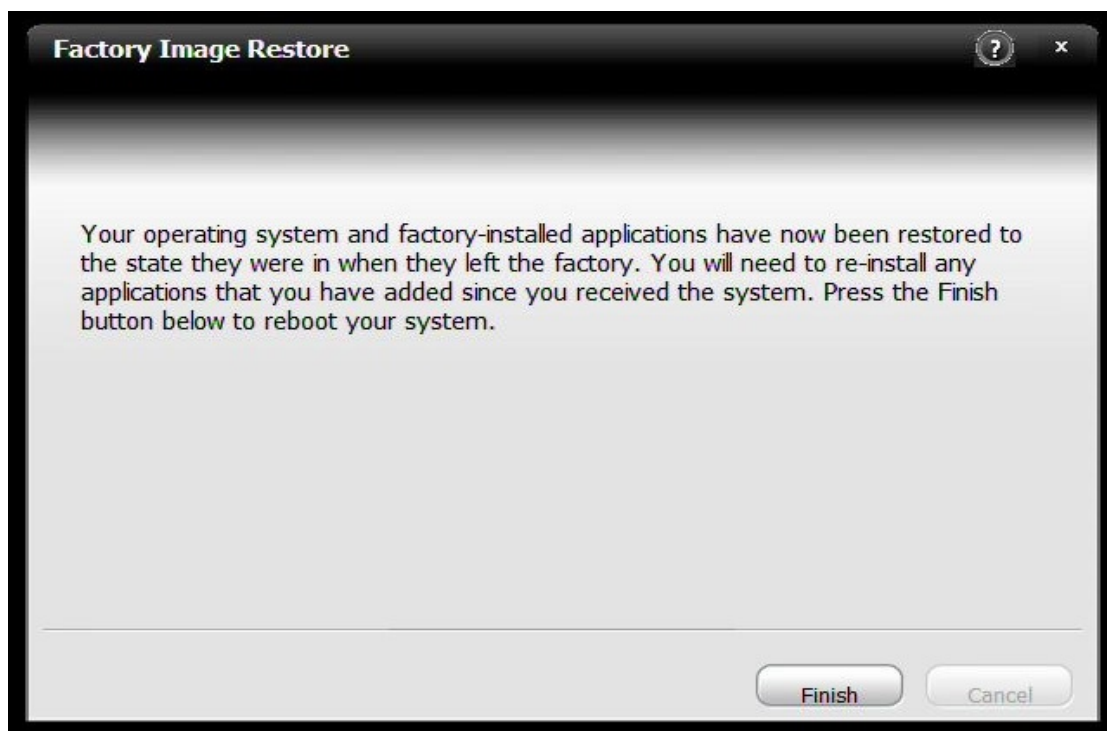 Factory Image Restore
? x
Your operating system and factory-installed applications have now been restored to
the state they were in when they left the factory. You will need to re-install any
applications that you have added since you received the system. Press the Finish
button below to reboot your system.
Finish Cancel